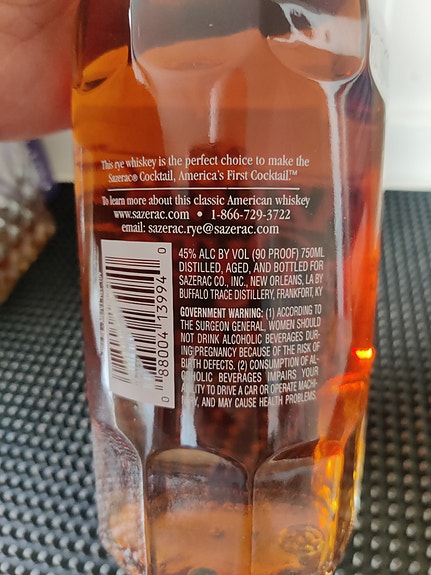 This rye whiskey is the perfect choice to make the
Sazerac® Cocktail, America's First Cocktail!™
To learn more about this classic American whiskey
www.sazerac.com • 1-866-729-3722
email: sazerac.rye@sazerac.com
45% ALC BY VOL (90 PROOF) 750ML
DISTILLED, AGED, AND BOTTLED FOR
SAZERAC CO., INC., NEW ORLEANS, LA BY
BUFFALO TRACE DISTILLERY, FRANKFORT, KY
GOVERNMENT WARNING: (1) ACCORDING TO
THE SURGEON GENERAL, WOMEN SHOULD
NOT DRINK ALCOHOLIC BEVERAGES DUR-
ING PREGNANCY BECAUSE OF THE RISK OF
BIRTH DEFECTS. (2) CONSUMPTION OF AL-
COHOLIC BEVERAGES IMPAIRS YOUR
ABILITY TO DRIVE A CAR OR OPERATE MACHI-
NERY, AND MAY CAUSE HEALTH PROBLEMS.
0 88004 13994 0